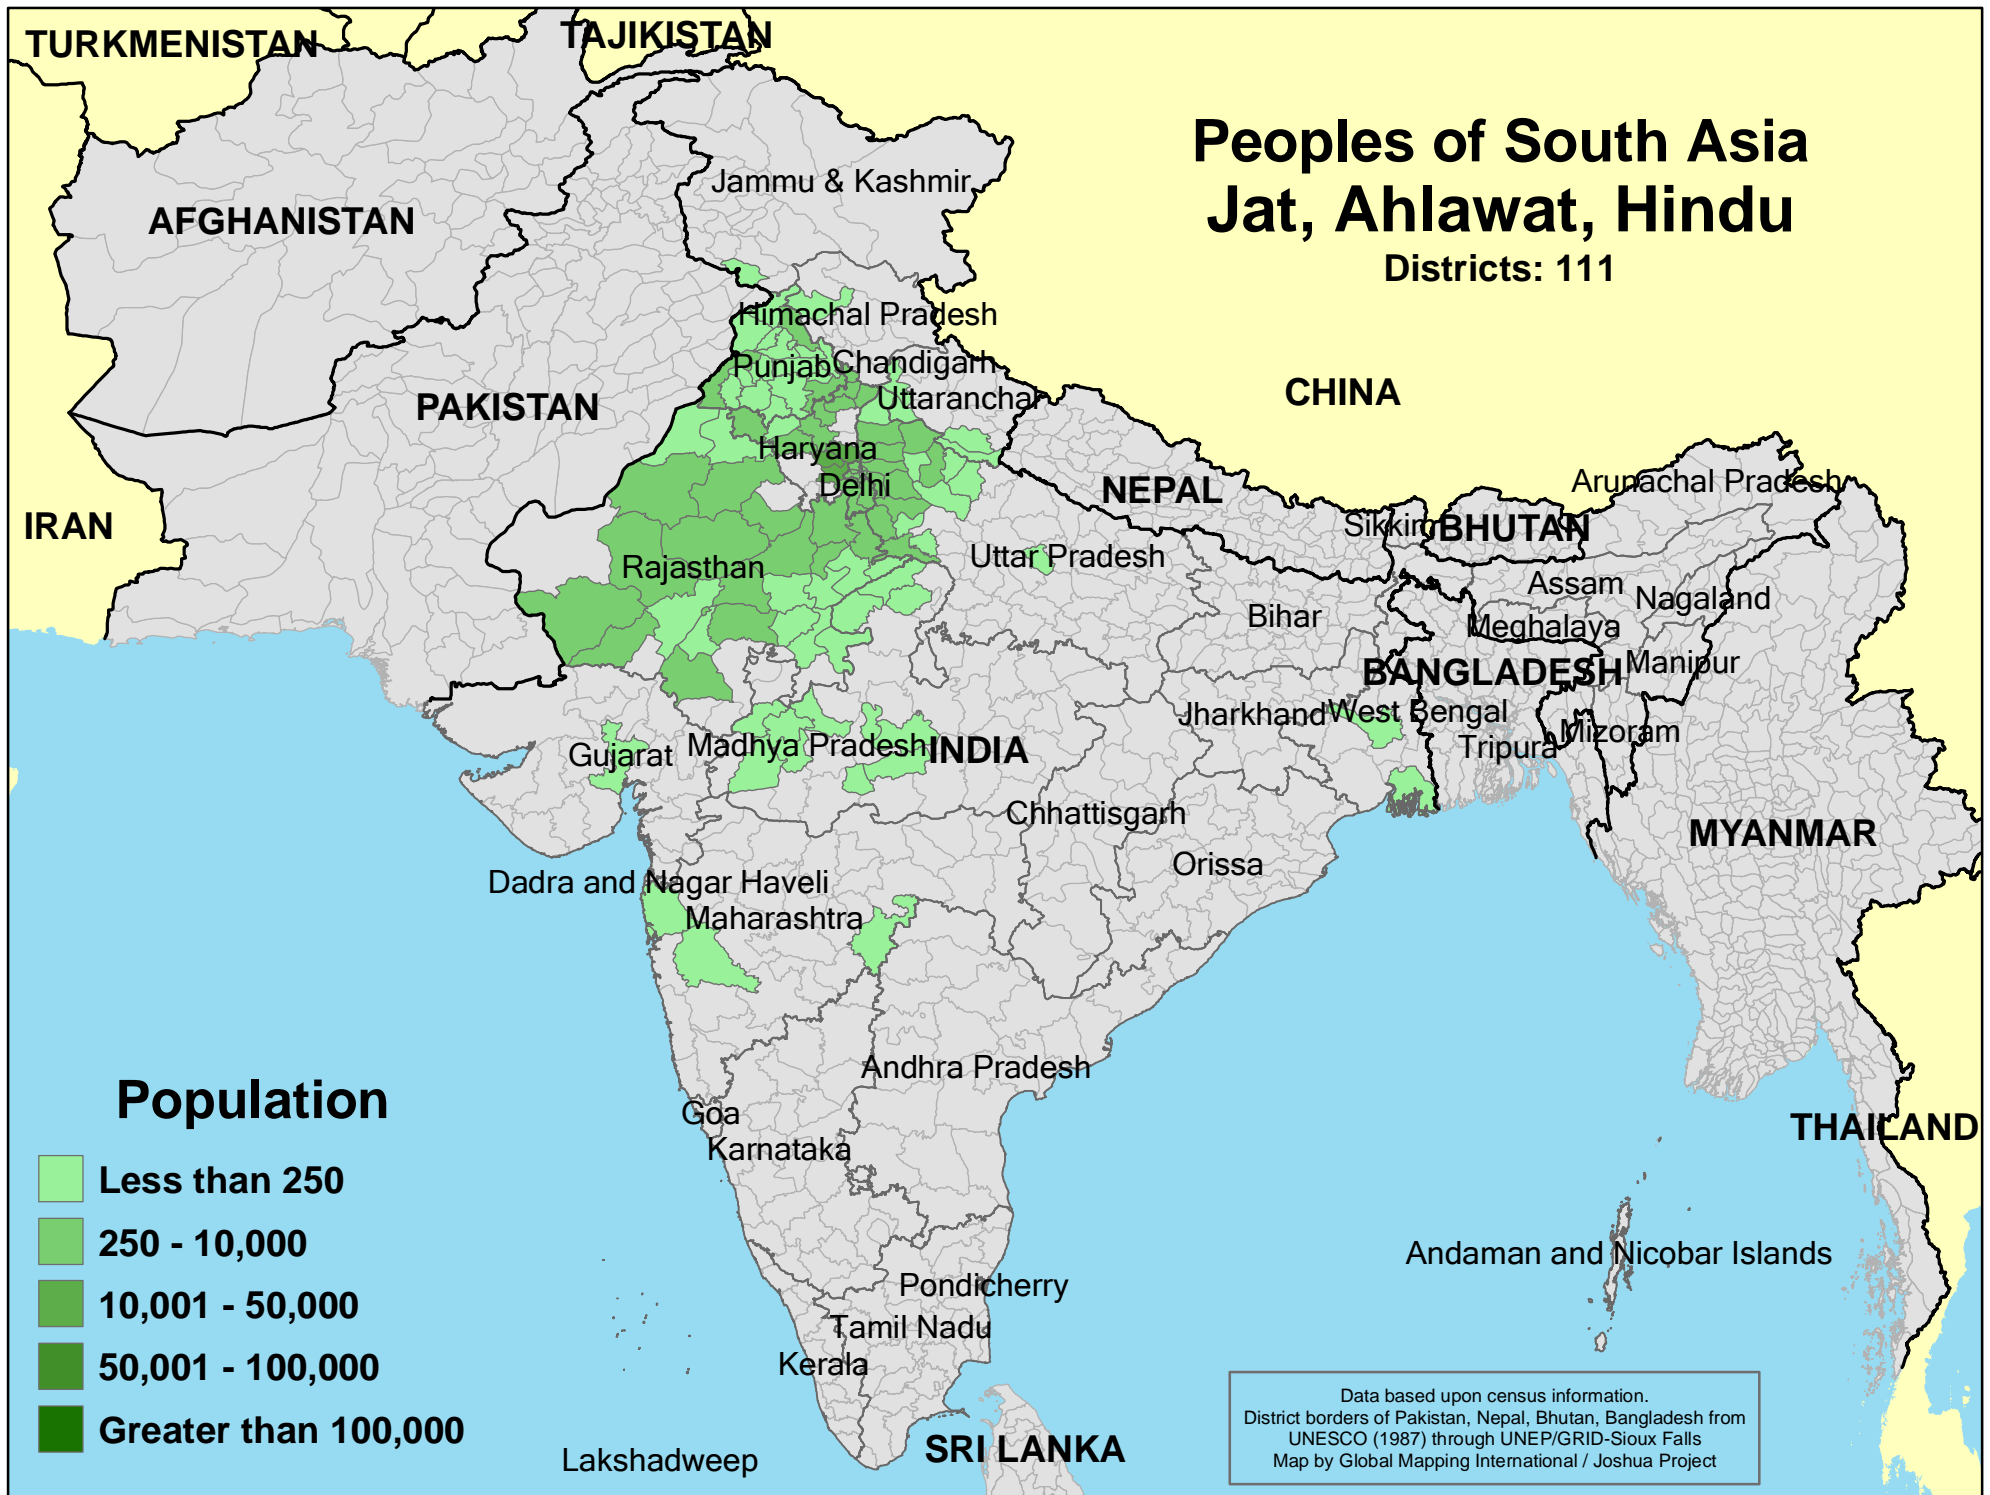 TURKMENISTAN
TAJIKISTAN
Peoples of South Asia
Jat, Ahlawat, Hindu
Districts: 111
Jammu & Kashmir
AFGHANISTAN
Himachal Pradesh
Punjab
Chandigarh
Uttaranchal
CHINA
PAKISTAN
Haryana
Delhi
NEPAL
Arunachal Pradesh
IRAN
Sikkim
BHUTAN
Rajasthan
Uttar Pradesh
Assam
Nagaland
Bihar
Meghalaya
BANGLADESH
Manipur
Jharkhand
West Bengal
Mizoram
Tripura
Gujarat
Madhya Pradesh
INDIA
Chhattisgarh
MYANMAR
Orissa
Dadra and Nagar Haveli
Maharashtra
Andhra Pradesh
Population
Goa
Karnataka
THAILAND
Less than 250
250 - 10,000
10,001 - 50,000
50,001 - 100,000
Greater than 100,000
Andaman and Nicobar Islands
Pondicherry
Tamil Nadu
Kerala
Lakshadweep
SRI LANKA
Data based upon census information.
District borders of Pakistan, Nepal, Bhutan, Bangladesh from
UNESCO (1987) through UNEP/GRID-Sioux Falls
Map by Global Mapping International / Joshua Project